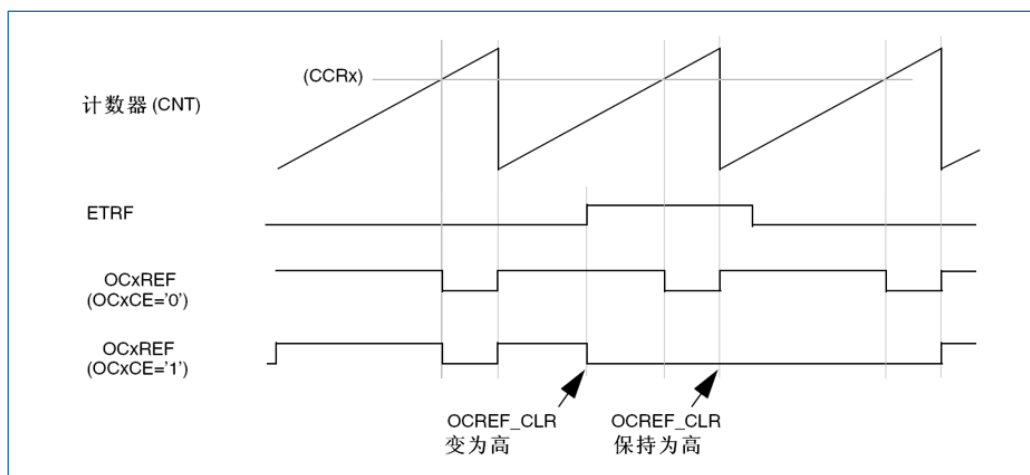 (CCRx)
计数器(CNT)
ETRF
OCxREF
(OCxCE='0')
OCxREF
(OCxCE='1')
OCREF_CLR
变为高
OCREF_CLR
保持为高